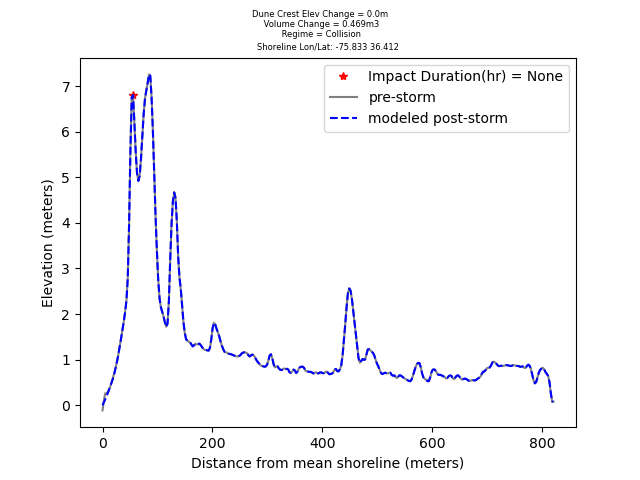 Dune Crest Elev Change = 0.0m
Volume Change = 0.469m3
Regime = Collision
Shoreline Lon/Lat: -75.833 36.412
Impact Duration(hr) = None
pre-storm
modeled post-storm
7
6
5
4
3
2
1
0
Elevation (meters)
0 200 400 600 800
Distance from mean shoreline (meters)